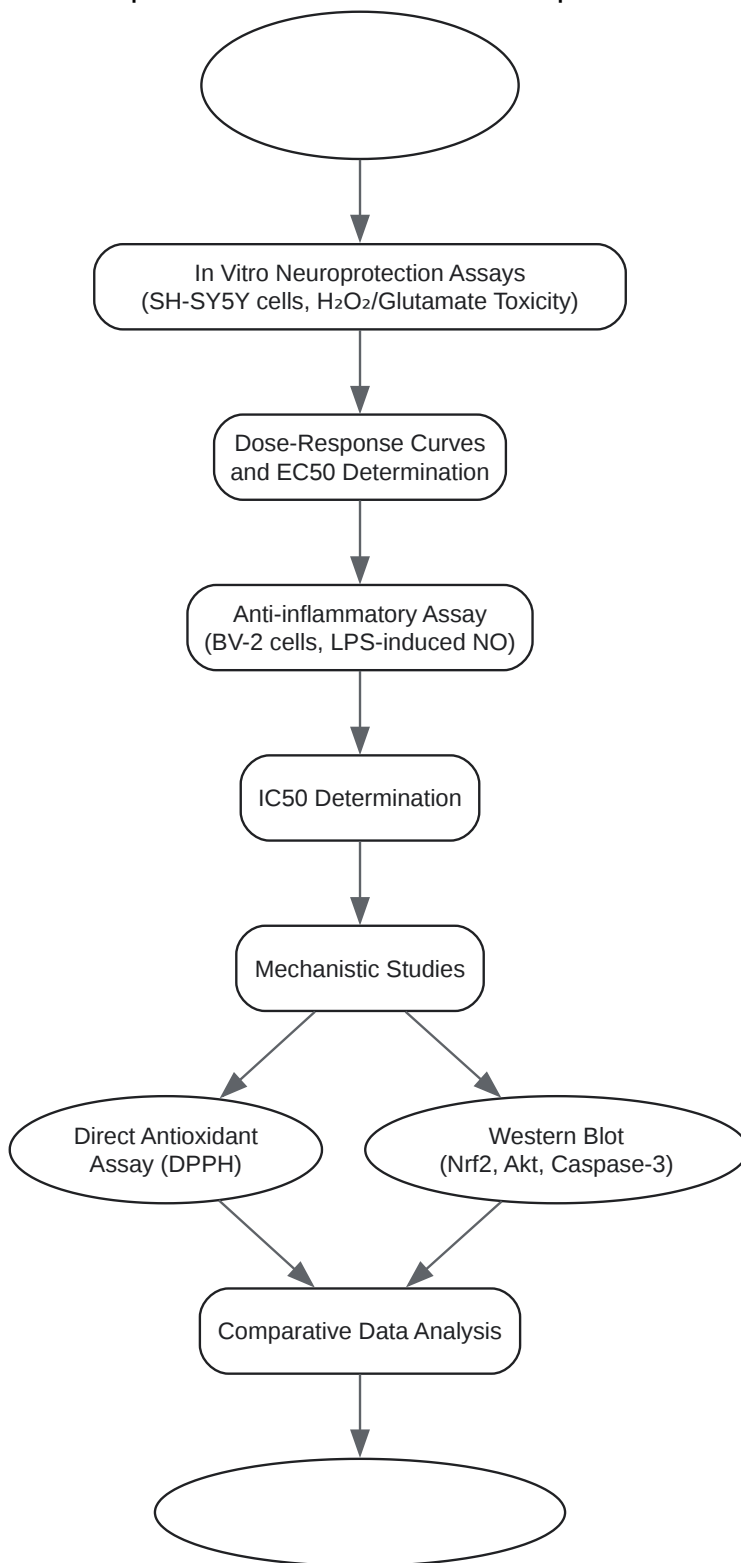 In Vitro Neuroprotection Assays
(SH-SY5Y cells, H₂O₂/Glutamate Toxicity)
Dose-Response Curves
and EC50 Determination
Anti-inflammatory Assay
(BV-2 cells, LPS-induced NO)
IC50 Determination
Mechanistic Studies
Direct Antioxidant
Assay (DPPH)
Western Blot
(Nrf2, Akt, Caspase-3)
Comparative Data Analysis